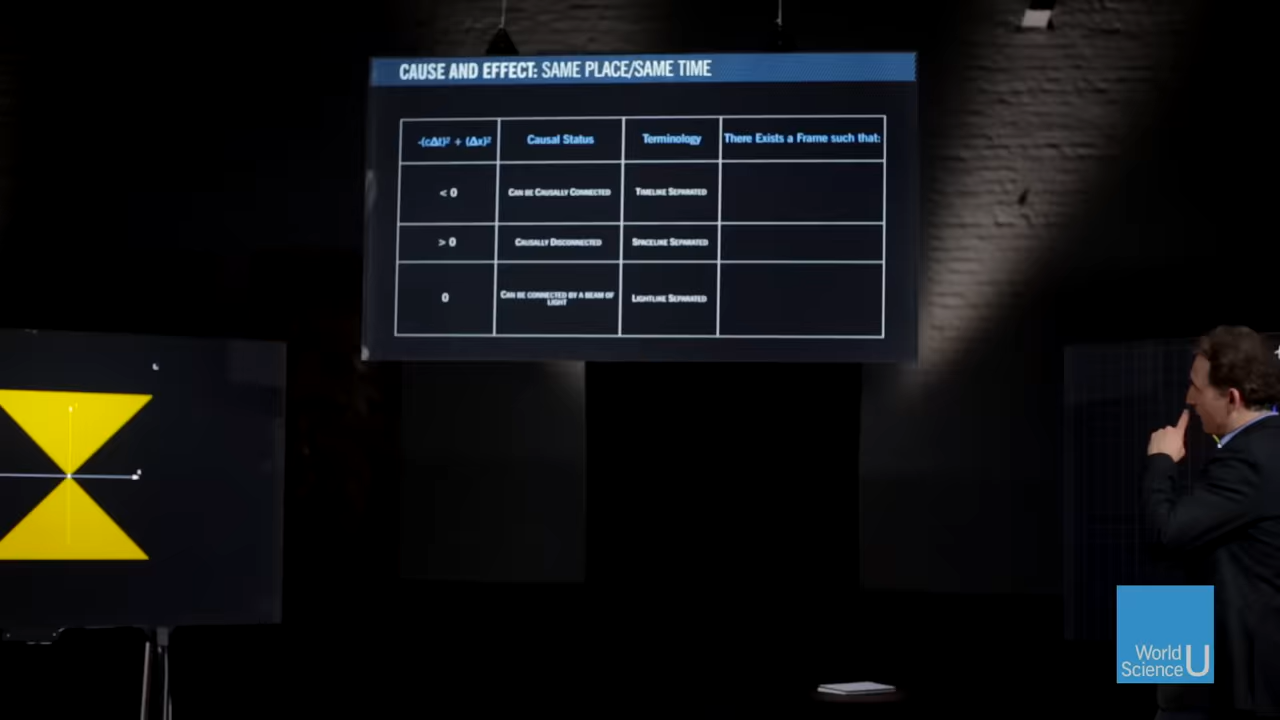 CAUSE AND EFFECT: SAME PLACE/SAME TIME
-(cΔt)² + (Δx)² Causal Status Terminology There Exists a Frame such that:
< 0 CAN BE CAUSALLY CONNECTED TIMELIKE SEPARATED
> 0 CAUSALLY DISCONNECTED SPACELIKE SEPARATED
0 CAN BE CONNECTED BY A BEAM OF LIGHTLIKE SEPARATED
LIGHT
World
Science U